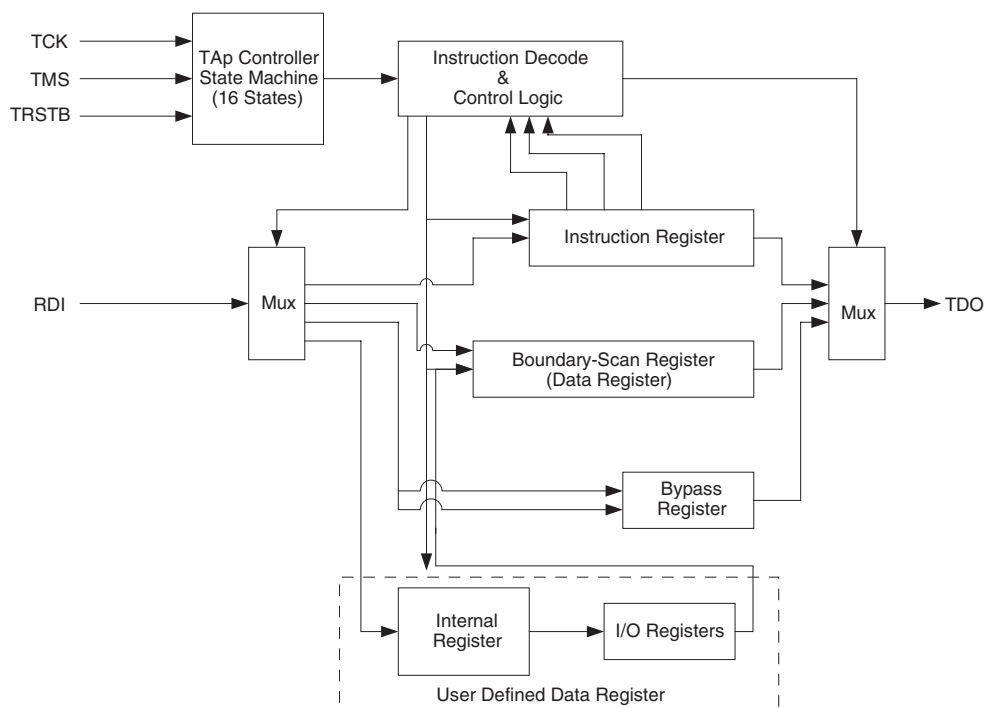 TCK
TMS
TRSTB
TAp Controller
State Machine
(16 States)
Instruction Decode
&
Control Logic
Instruction Register
RDI
Mux
Mux
TDO
Boundary-Scan Register
(Data Register)
Bypass
Register
Internal
Register
I/O Registers
User Defined Data Register